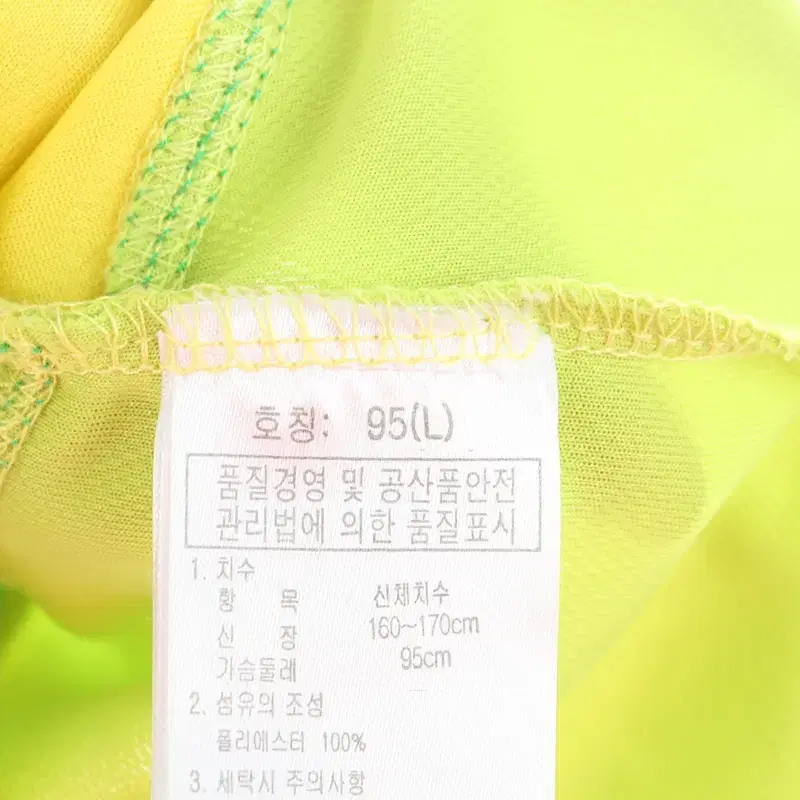 호칭: 95(L)
품질경영 및 공산품안전
관리법에 의한 품질표시
1. 치수
항 목 신체치수
신 장 160~170cm
가슴둘레 95cm
2. 섬유의 조성
폴리에스터 100%
3. 세탁시 주의사항